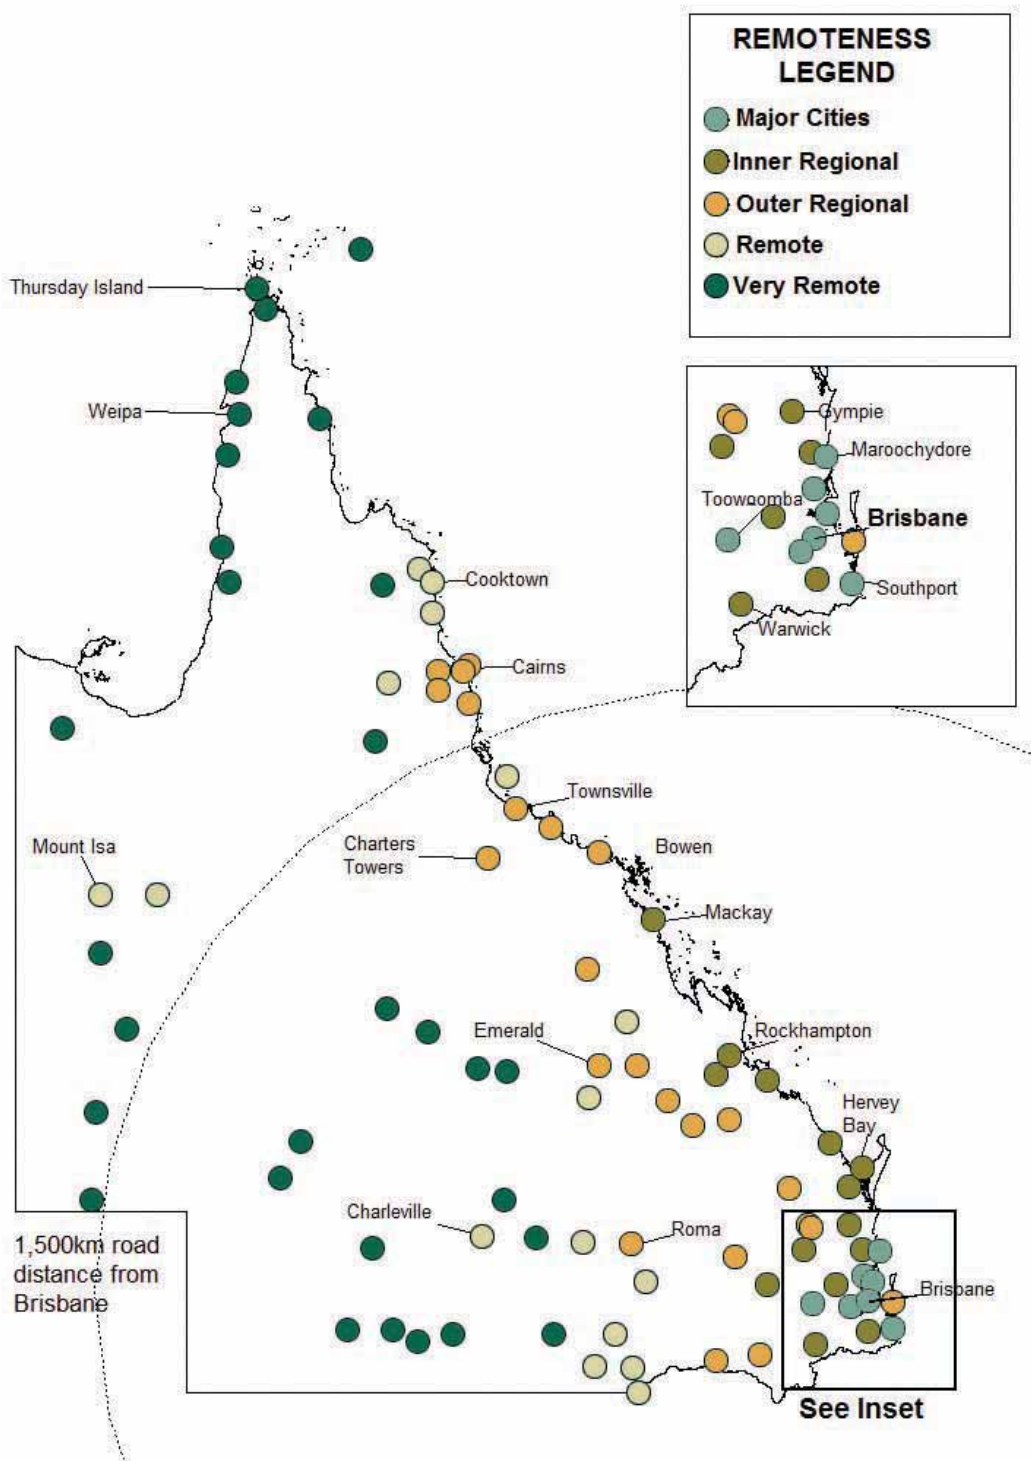 REMOTENESS
LEGEND
Major Cities
Inner Regional
Outer Regional
Remote
Very Remote
Thursday Island
Weipa
Gympie
Maroochydore
Toowoomba
Brisbane
Southport
Warwick
Cooktown
Cairns
Townsville
Mount Isa
Charters
Towers
Bowen
Mackay
Emerald
Rockhampton
Hervey
Bay
Charleville
Roma
1,500km road
distance from
Brisbane
Brisbane
See Inset